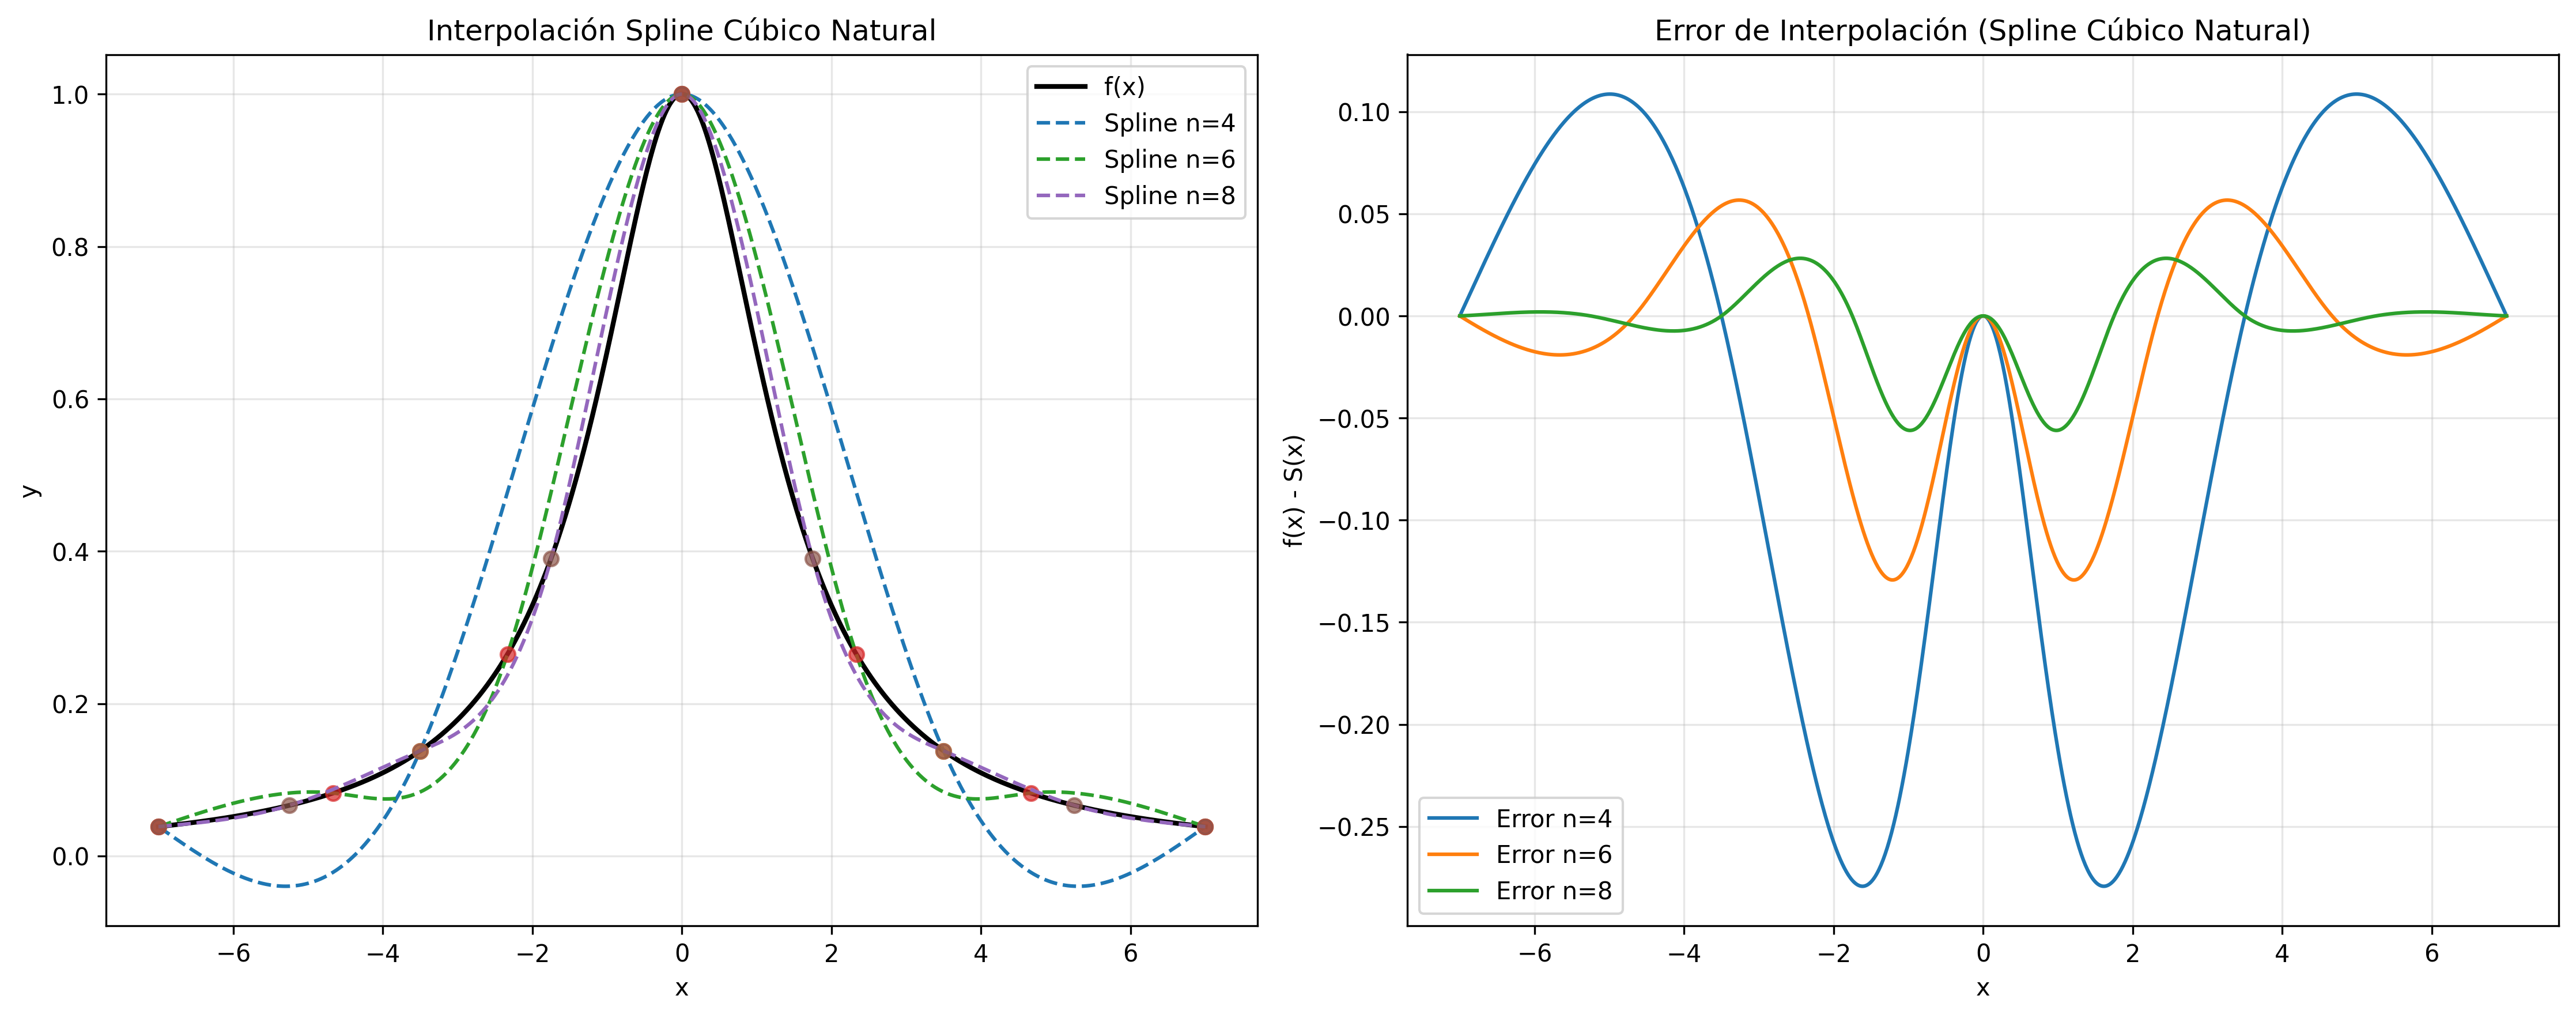 Interpolación Spline Cúbico Natural
f(x)
Spline n=4
Spline n=6
Spline n=8
1.0
0.8
0.6
0.4
0.2
0.0
y
−6
−4
−2
0
2
4
6
x
Error de Interpolación (Spline Cúbico Natural)
0.10
0.05
0.00
−0.05
−0.10
−0.15
−0.20
−0.25
f(x) - S(x)
Error n=4
Error n=6
Error n=8
−6
−4
−2
0
2
4
6
x